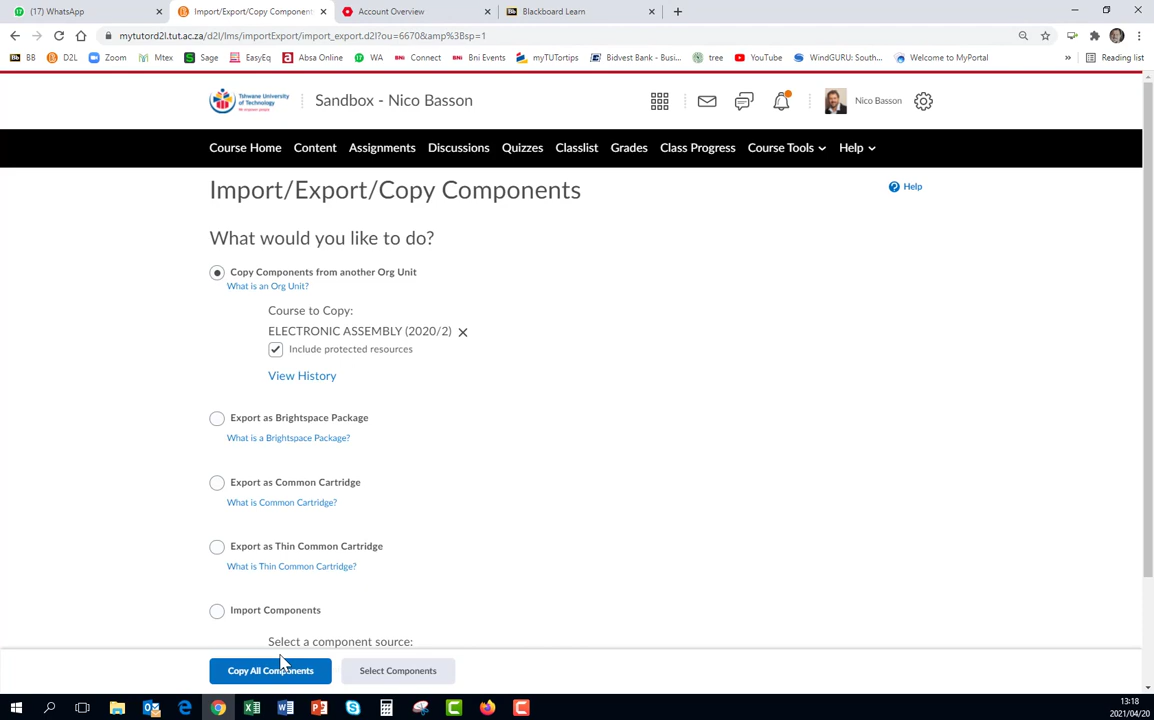 (17) WhatsApp
Import/Export/Copy Component
Account Overview
Blackboard Learn
mytutord2l.tut.ac.za/d2l/lms/importExport/import_export.d2l?ou=6670&amp%3Bsp=1
BB
D2L
Zoom
Mtex
Sage
EasyEq
Absa Online
WA
Connect
Bni Events
myTUTortips
Bidvest Bank - Busi...
tree
YouTube
WindGURU: South...
Welcome to MyPortal
»
Reading list
Tshwane University
of Technology
Sandbox - Nico Basson
Nico Basson
Course Home
Content
Assignments
Discussions
Quizzes
Classlist
Grades
Class Progress
Course Tools
Help
Import/Export/Copy Components
Help
What would you like to do?
Copy Components from another Org Unit
What is an Org Unit?
Course to Copy:
ELECTRONIC ASSEMBLY (2020/2)
Include protected resources
View History
Export as Brightspace Package
What is a Brightspace Package?
Export as Common Cartridge
What is Common Cartridge?
Export as Thin Common Cartridge
What is Thin Common Cartridge?
Import Components
Select a component source:
Copy All Components
Select Components
13:18
2021/04/20